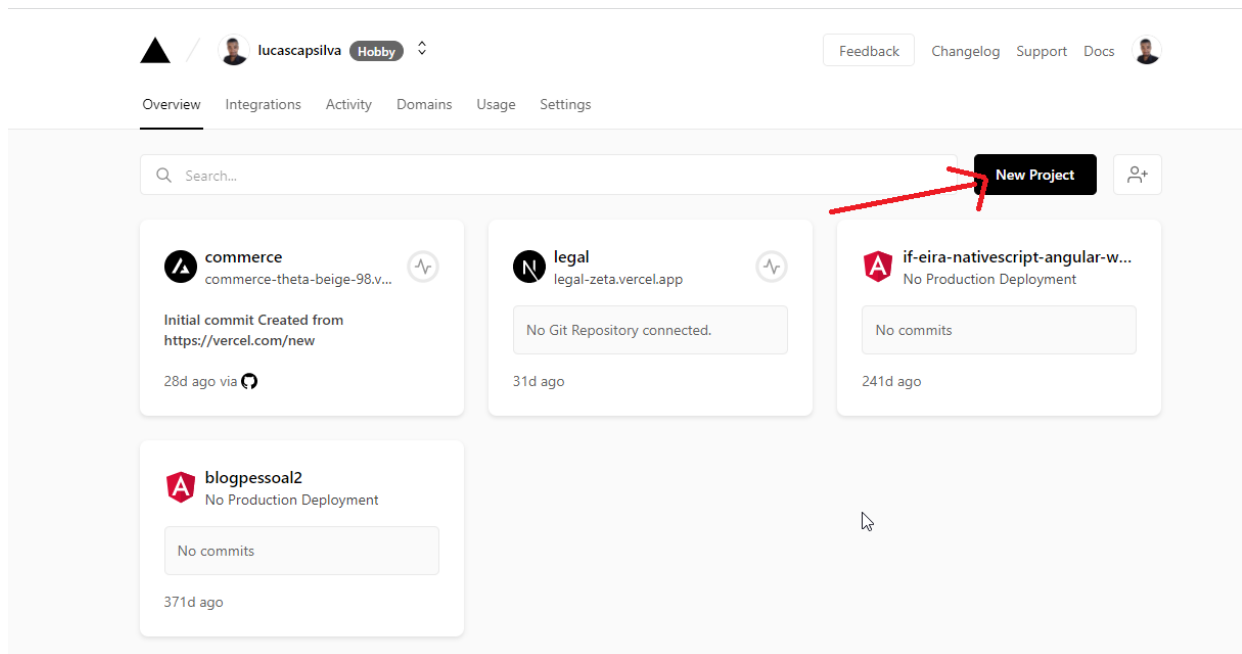 lucascapsilva Hobby
Feedback Changelog Support Docs
Overview Integrations Activity Domains Usage Settings
Search...
New Project
commerce
commerce-theta-beige-98.v...
Initial commit Created from
https://vercel.com/new
28d ago via
legal
legal-zeta.vercel.app
No Git Repository connected.
31d ago
if-eira-nativescript-angular-w...
No Production Deployment
No commits
241d ago
blogpessoal2
No Production Deployment
No commits
371d ago